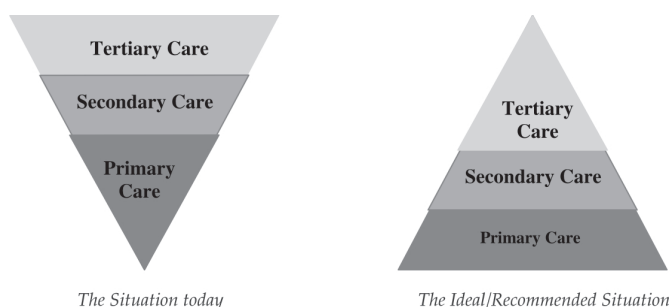 Tertiary Care
Secondary Care
Primary
Care
The Situation today
Tertiary
Care
Secondary Care
Primary Care
The Ideal/Recommended Situation